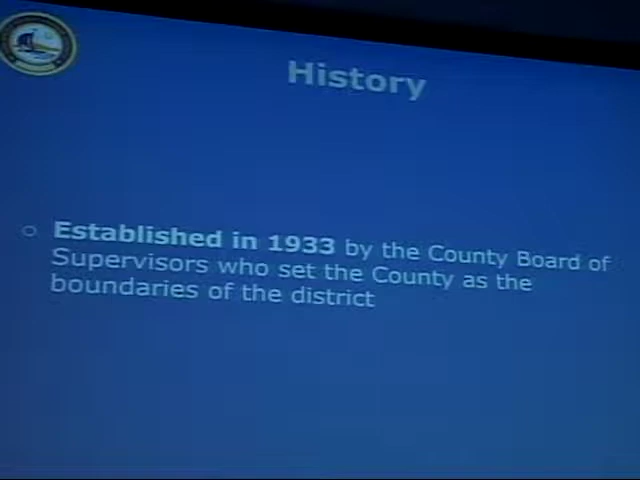 History
Established in 1933 by the County Board of
Supervisors who set the County as the
boundaries of the district